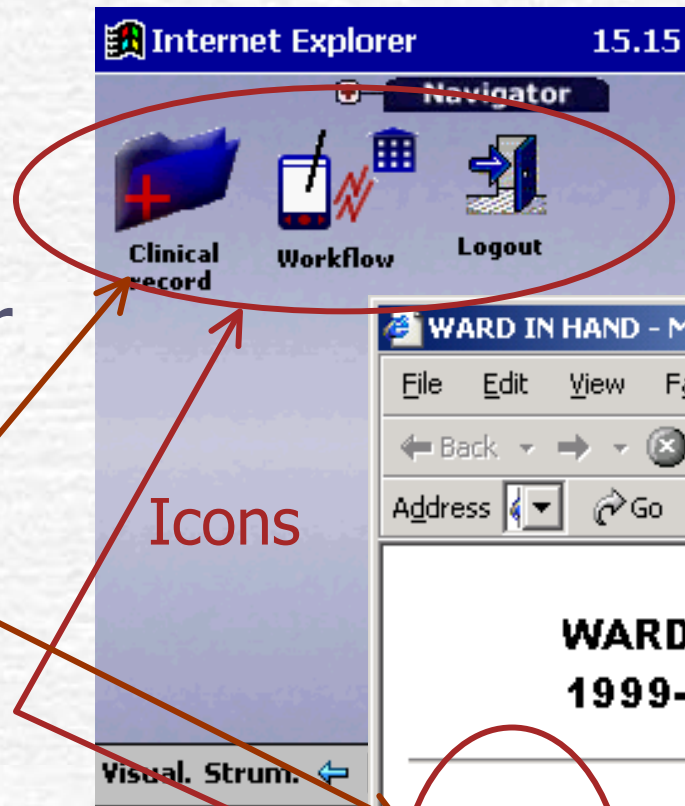 Internet Explorer 15.15
Navigator
Clinical
record
Workflow
Logout
r
WARD IN HAND - M
File Edit View Fa
Back
Address Go
Icons
WARD
1999-
Visual. Strum.